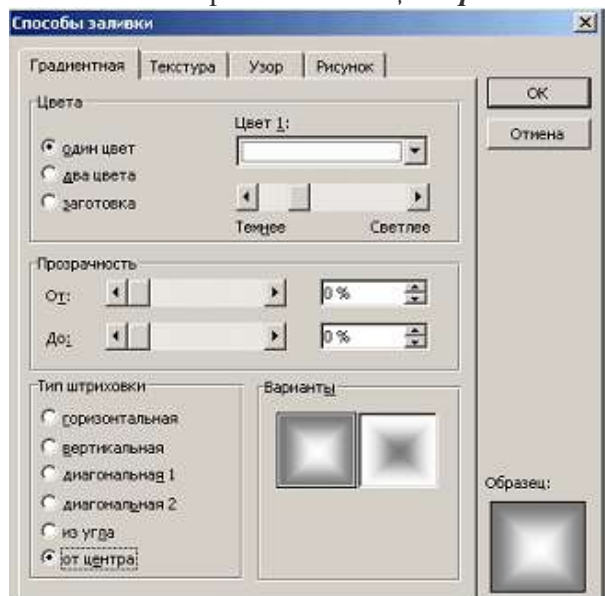 Способы заливки
Градиентная Текстура Узор Рисунок
Цвета
Цвет 1:
один цвет
два цвета
заготовка
Темнее Светлее
ОК
Отмена
Прозрачность
От: 0 %
До: 0 %
Тип штриховки
горизонтальная
вертикальная
диагональная 1
диагональная 2
из угла
от центра
Варианты
Образец: